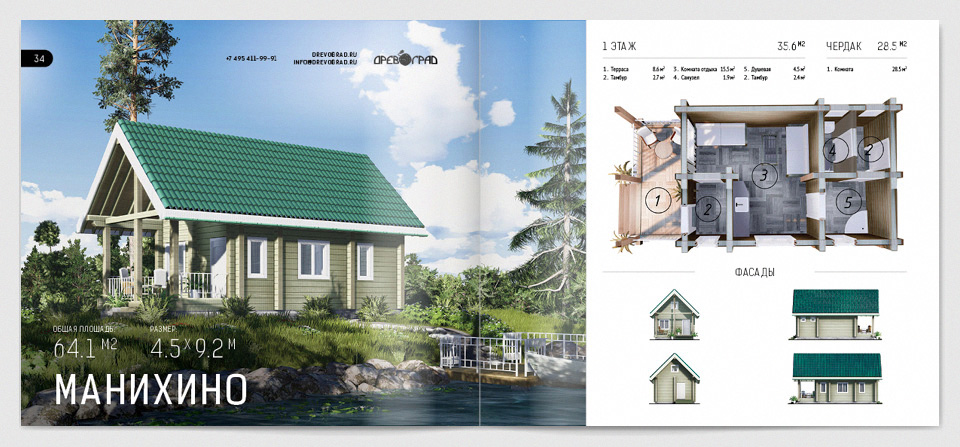 34
+7 495 411-99-91
DREVOGRAD.RU
INFO@DREVOGRAD.RU
ДРЕВОГРАД
ОБЩАЯ ПЛОЩАДЬ
64.1 М2
РАЗМЕР
4.5 X 9.2 М
МАНИХИНО
1 ЭТАЖ 35.6 М2
1. Терраса 8.6 м²
2. Тамбур 2.7 м²
3. Комната отдыха 15.5 м²
4. Санузел 1.9 м²
5. Душевая 4.5 м²
2. Тамбур 2.4 м²
ЧЕРДАК 28.5 М2
1. Комната 28.5 м²
1
2
3
4
2
5
ФАСАДЫ